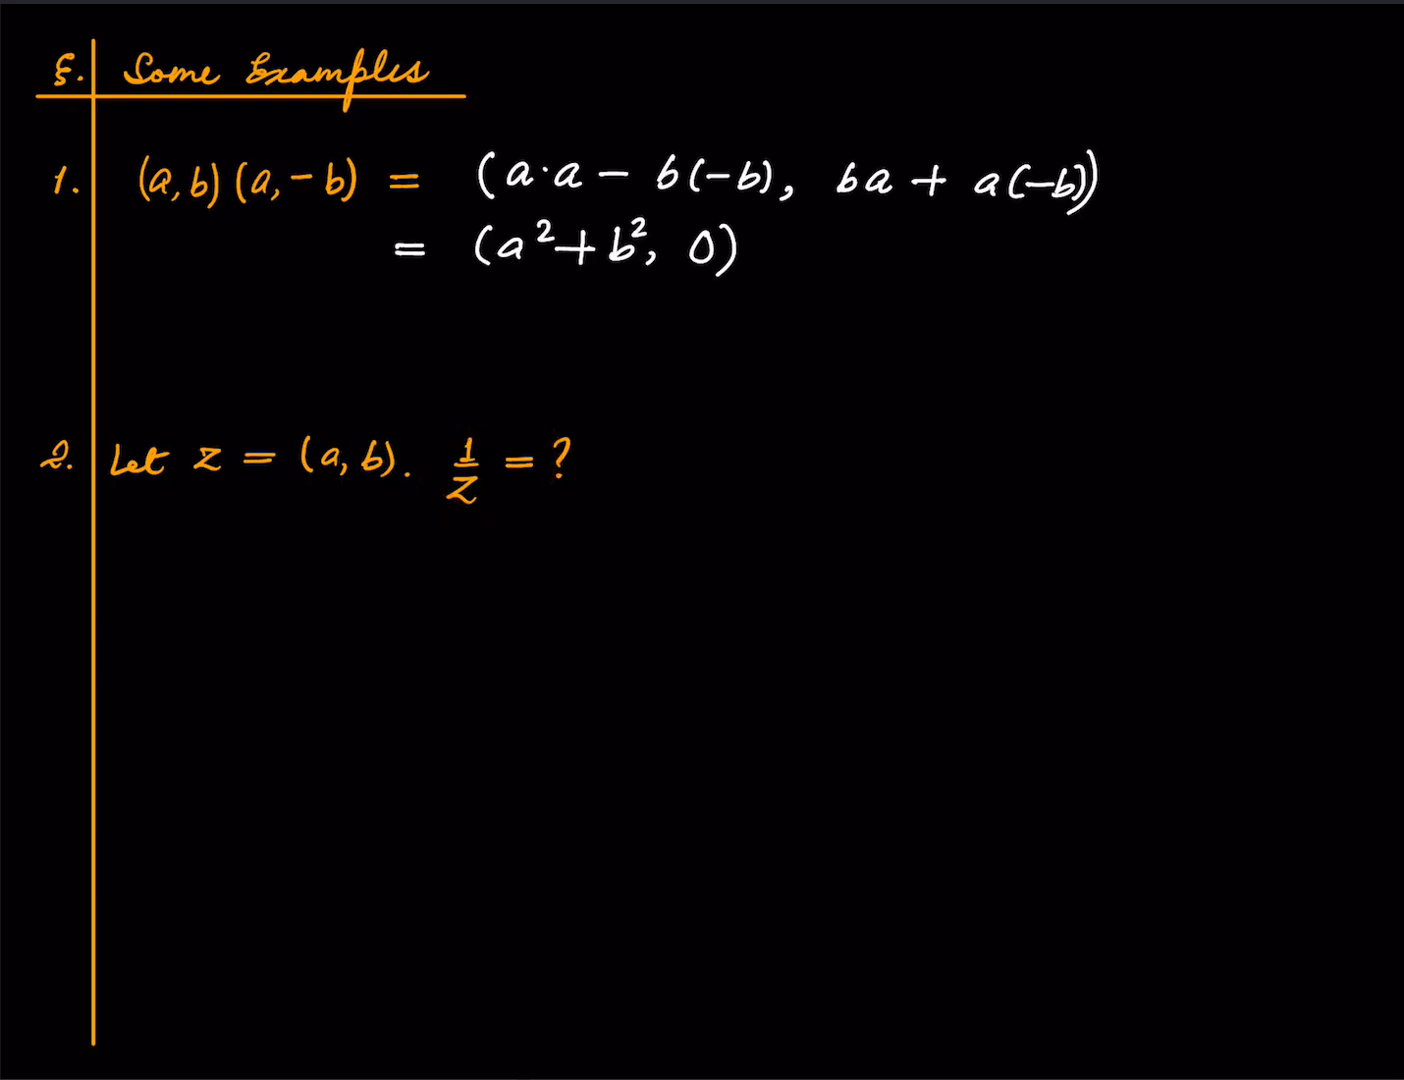 §. Some Examples
1. (a,b) (a,-b) = (a·a - b(-b), ba + a(-b))
= (a²+b², 0)
2. Let z = (a, b). 1/z = ?